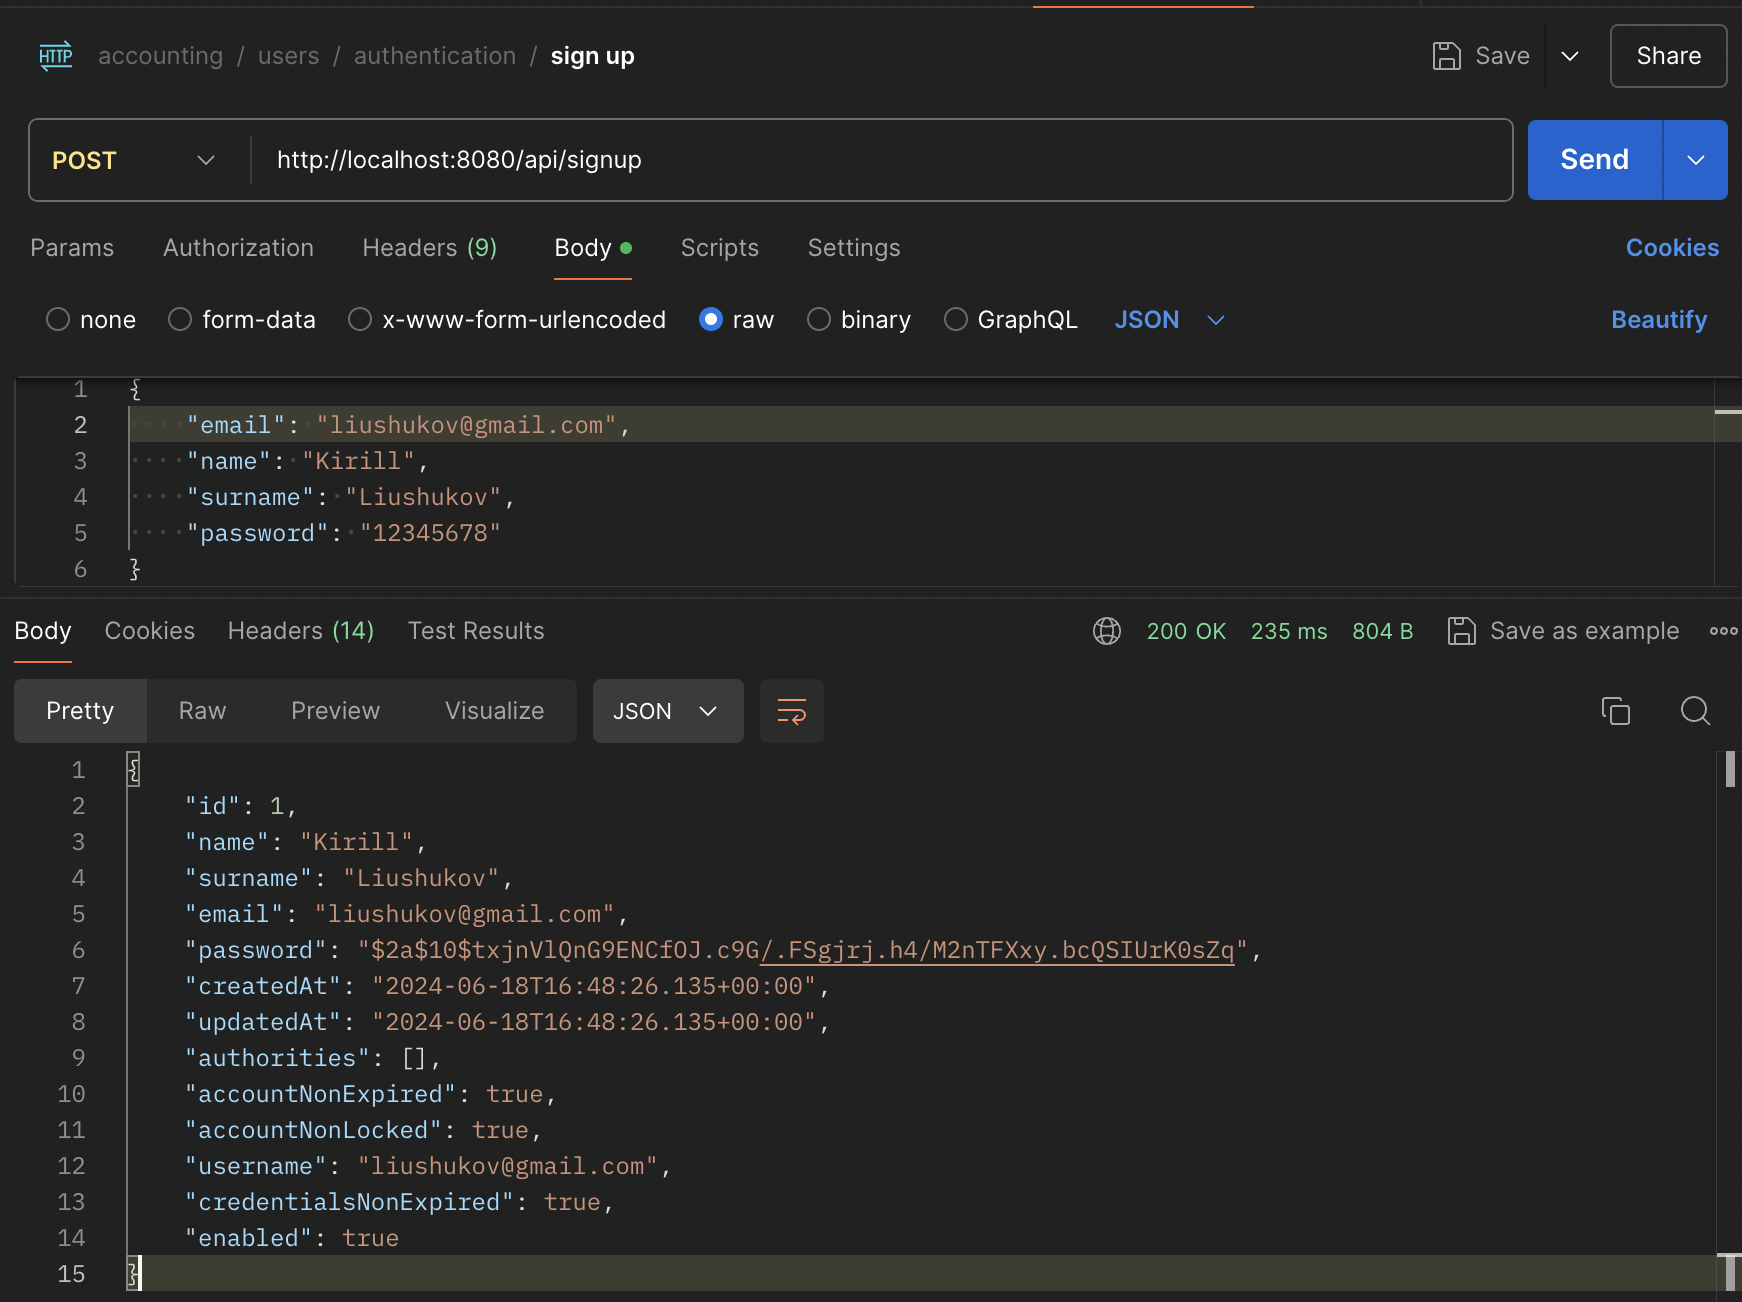 HTTP accounting / users / authentication / sign up Save Share
POST http://localhost:8080/api/signup Send
Params Authorization Headers (9) Body Scripts Settings Cookies
none form-data x-www-form-urlencoded raw binary GraphQL JSON Beautify
1 {
2 "email": "liushukov@gmail.com",
3 "name": "Kirill",
4 "surname": "Liushukov",
5 "password": "12345678"
6 }
Body Cookies Headers (14) Test Results 200 OK 235 ms 804 B Save as example
Pretty Raw Preview Visualize JSON
1 {
2 "id": 1,
3 "name": "Kirill",
4 "surname": "Liushukov",
5 "email": "liushukov@gmail.com",
6 "password": "$2a$10$txjnVlQnG9ENCfOJ.c9G/.FSgjrj.h4/M2nTFXxy.bcQSIUrK0sZq",
7 "createdAt": "2024-06-18T16:48:26.135+00:00",
8 "updatedAt": "2024-06-18T16:48:26.135+00:00",
9 "authorities": [],
10 "accountNonExpired": true,
11 "accountNonLocked": true,
12 "username": "liushukov@gmail.com",
13 "credentialsNonExpired": true,
14 "enabled": true
15 }